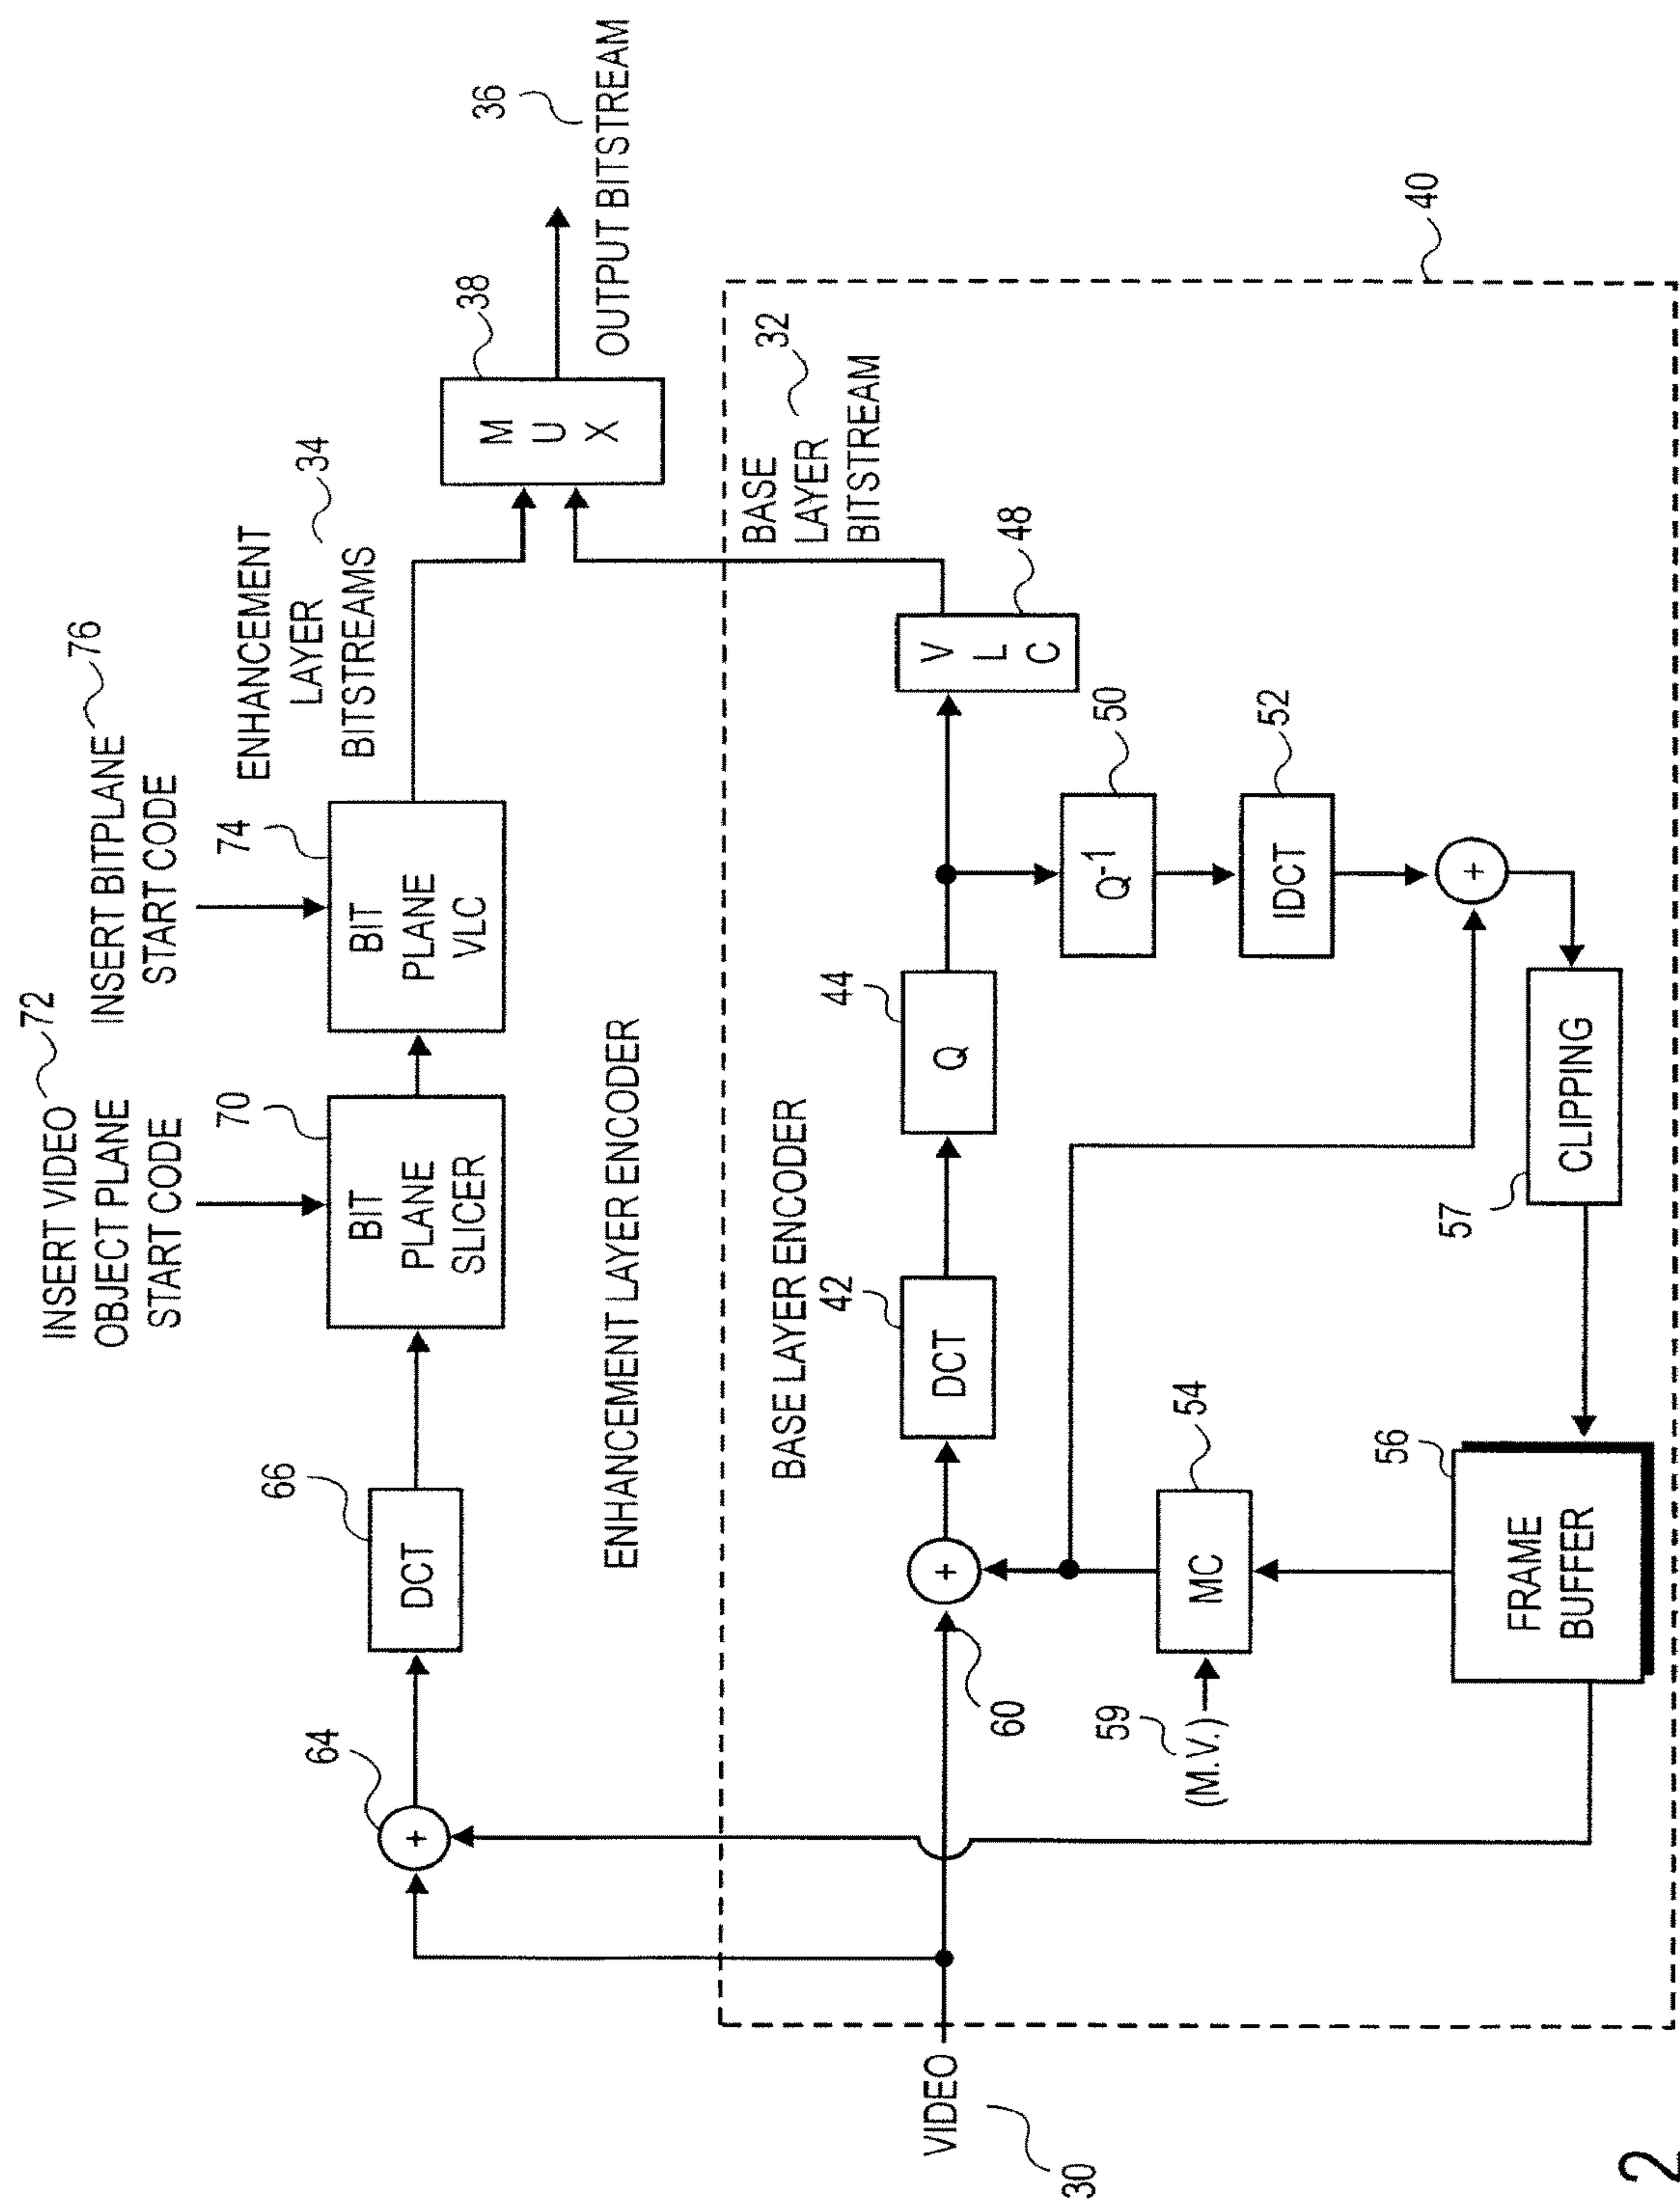 INSERT VIDEO 72
OBJECT PLANE
START CODE
INSERT BITPLANE 76
START CODE
70
BIT
PLANE
SLICER
74
BIT
PLANE
VLC
ENHANCEMENT
LAYER 34
BITSTREAMS
64
+
66
DCT
38
M
U
X
36
OUTPUT BITSTREAM
ENHANCEMENT LAYER ENCODER
BASE
LAYER 32
BITSTREAM
40
BASE LAYER ENCODER
VIDEO
30
60
+
42
DCT
44
Q
V
L
C
48
Q-1
50
IDCT
52
+
54
MC
59
(M.V.)
56
FRAME
BUFFER
57
CLIPPING
2